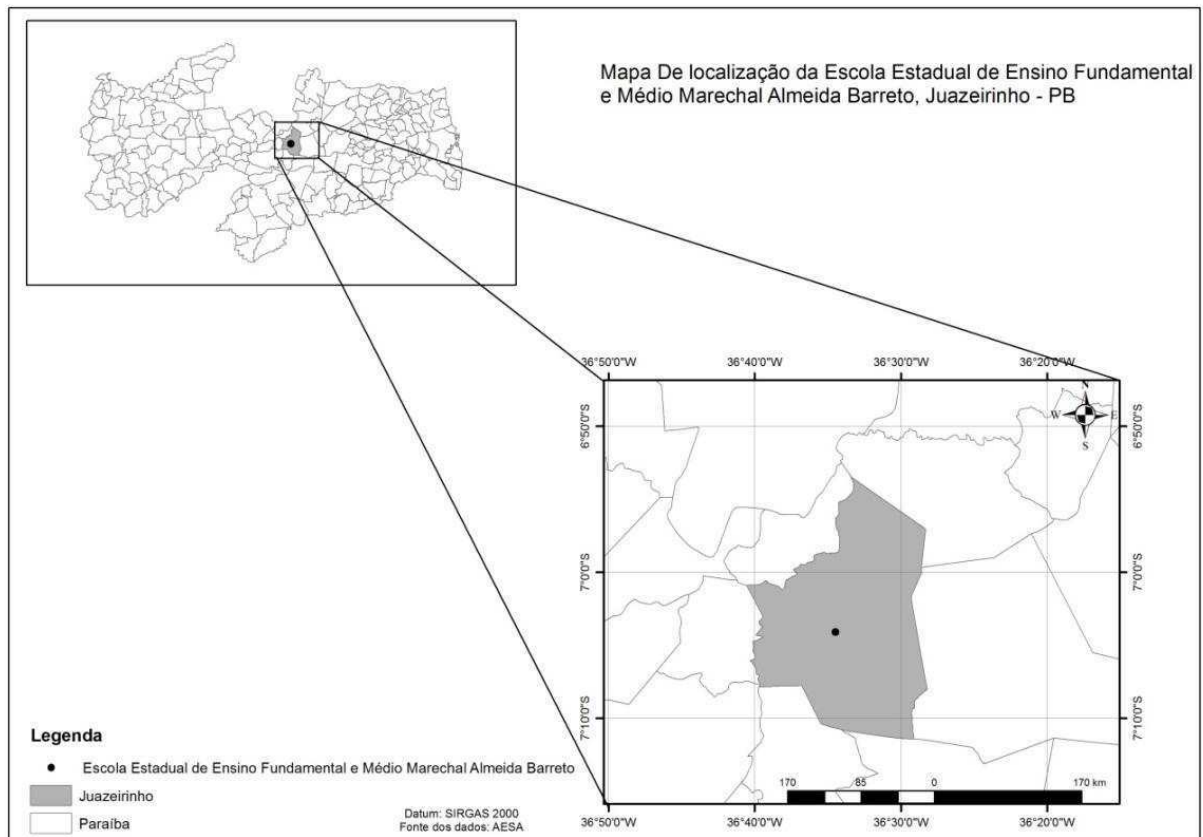 Mapa De localização da Escola Estadual de Ensino Fundamental
e Médio Marechal Almeida Barreto, Juazeirinho - PB
36°50'0"W
36°40'0"W
36°30'0"W
36°20'0"W
N
W
E
S
6°50'0"S
6°50'0"S
7°0'0"S
7°0'0"S
7°10'0"S
7°10'0"S
170
85
0
170 km
36°50'0"W
36°40'0"W
36°30'0"W
36°20'0"W
Legenda
Escola Estadual de Ensino Fundamental e Médio Marechal Almeida Barreto
Juazeirinho
Paraíba
Datum: SIRGAS 2000
Fonte dos dados: AESA